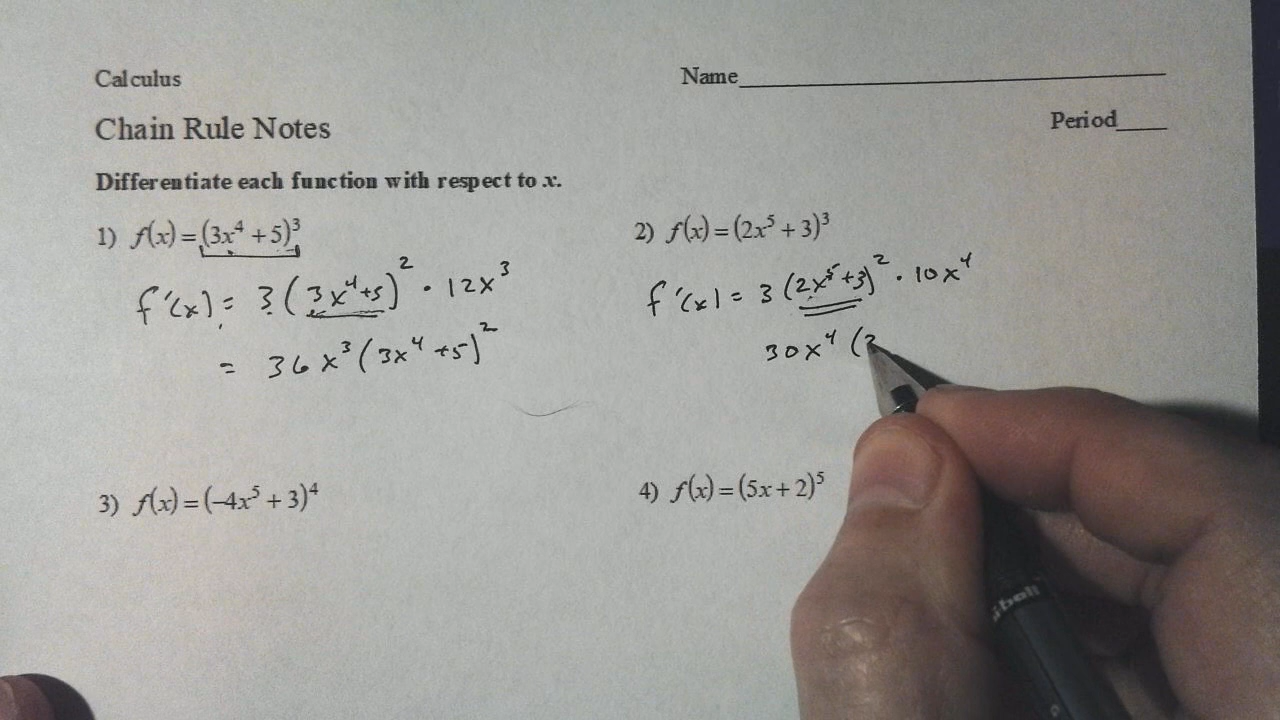 Calculus
Name
Chain Rule Notes
Period
Differentiate each function with respect to x.
1) f(x) = (3x⁴ + 5)³
f'(x) = 3(3x⁴+5)² · 12x³
= 36x³(3x⁴+5)²
2) f(x) = (2x⁵ + 3)³
f'(x) = 3(2x⁵+3)² · 10x⁴
30x⁴ (2
3) f(x) = (–4x⁵ + 3)⁴
4) f(x) = (5x + 2)⁵